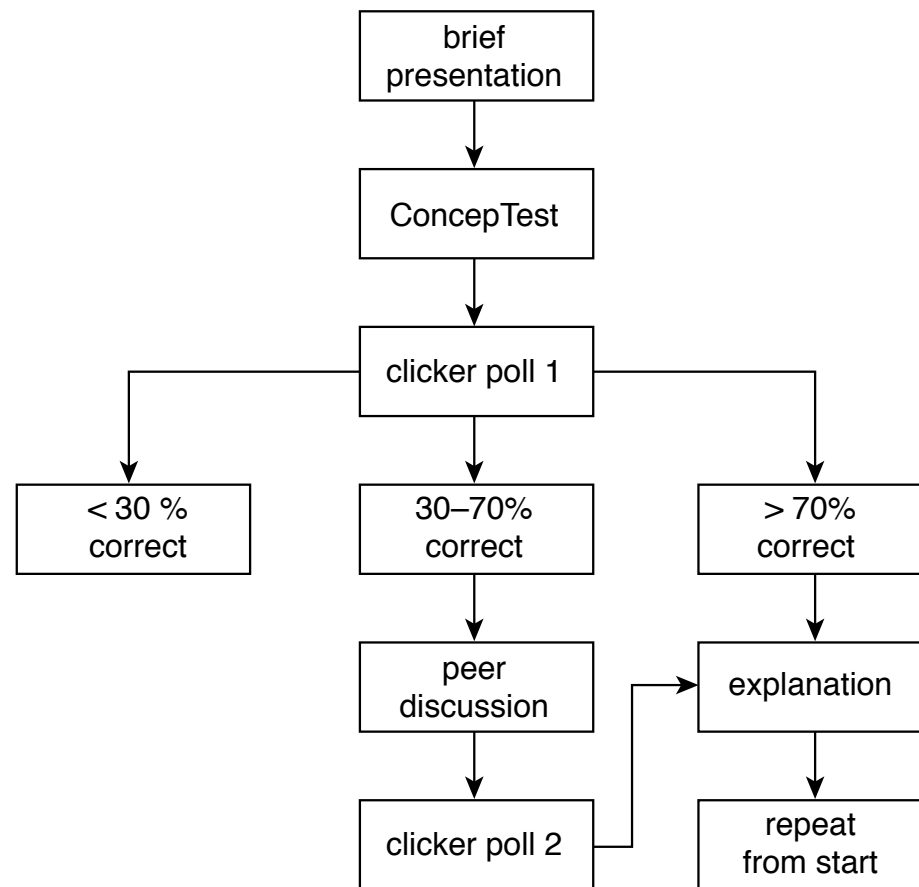 brief
presentation
ConcepTest
clicker poll 1
< 30 %
correct
30–70%
correct
> 70%
correct
peer
discussion
explanation
clicker poll 2
repeat
from start